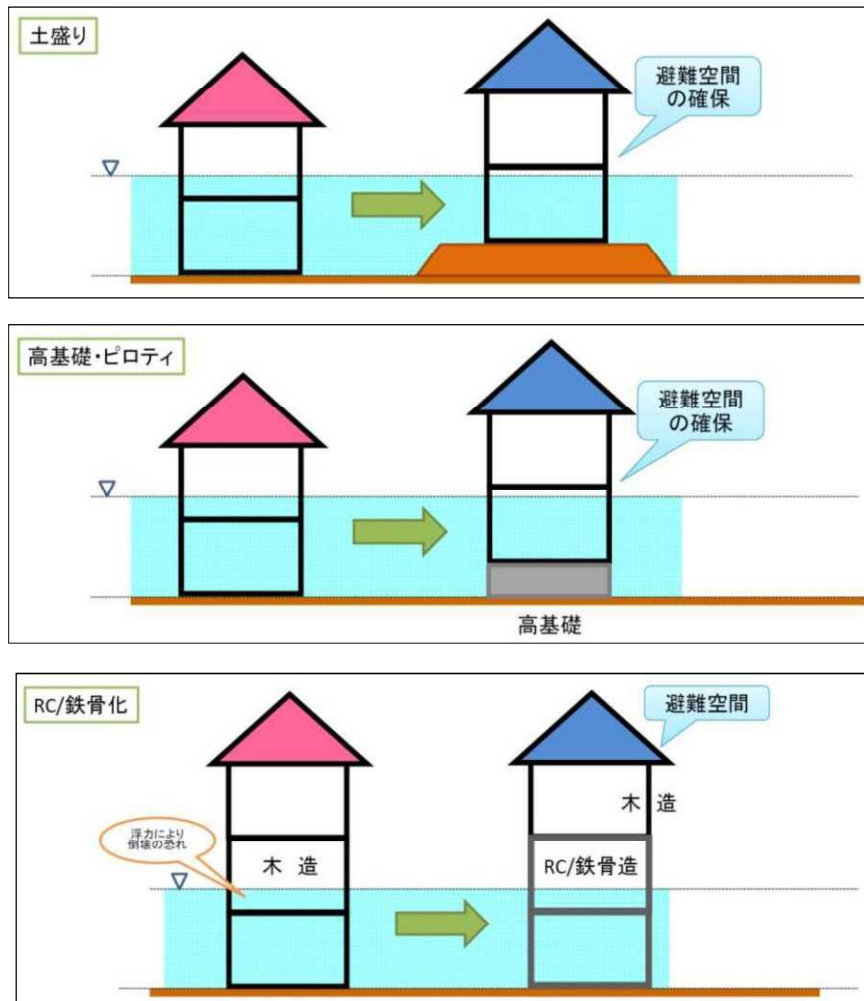 土盛り
避難空間
の確保
高基礎・ピロティ
避難空間
の確保
高基礎
RC/鉄骨化
避難空間
浮力により
倒壊の恐れ
木 造
木 造
RC/鉄骨造